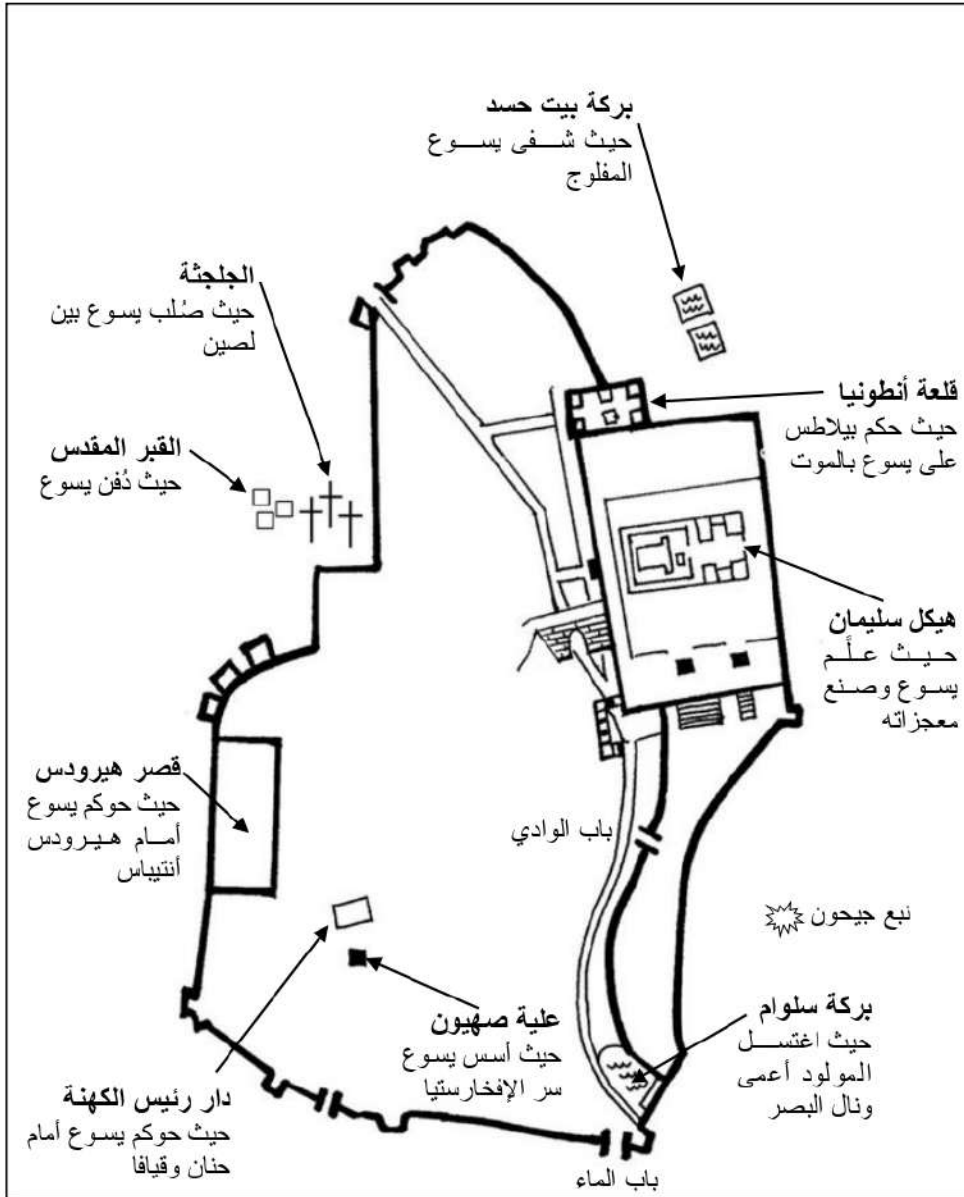 بركة بيت حسد
حيث شفى يسوع
المفلوج
الجلجثة
حيث صُلب يسوع بين
لصين
القبر المقدس
حيث دُفن يسوع
قلعة أنطونيا
حيث حكم بيلاطس
على يسوع بالموت
هيكل سليمان
حيث علَّم
يسوع وصنع
معجزاته
قصر هيرودس
حيث حوكم يسوع
أمام هيرودس
أنتيباس
باب الوادي
نبع جيحون
بركة سلوام
حيث اغتسل
المولود أعمى
ونال البصر
علية صهيون
حيث أسس يسوع
سر الإفخارستيا
دار رئيس الكهنة
حيث حوكم يسوع أمام
حنان وقيافا
باب الماء